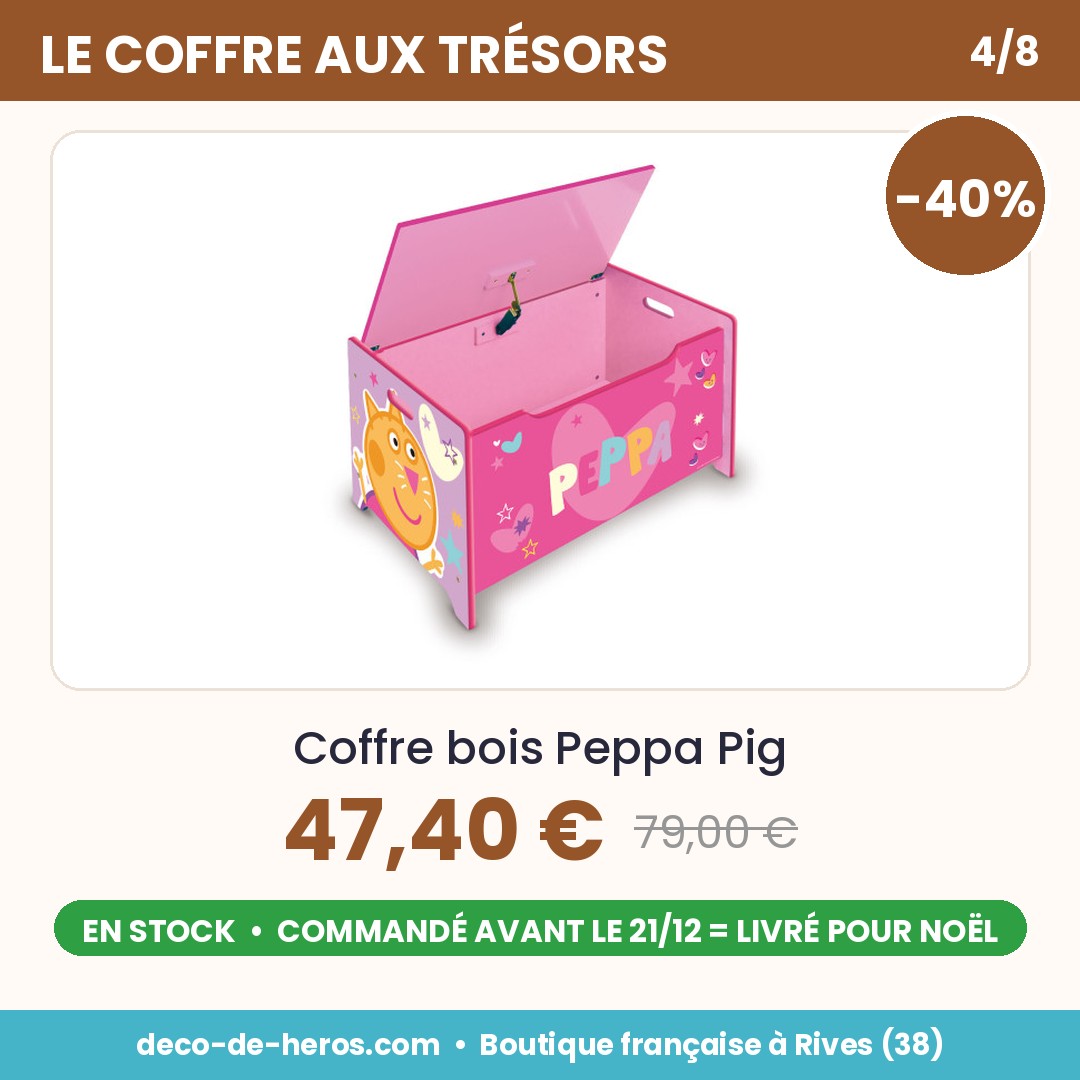 LE COFFRE AUX TRÉSORS
4/8
-40%
PEPPA
Coffre bois Peppa Pig
47,40 € 79,00 €
EN STOCK • COMMANDÉ AVANT LE 21/12 = LIVRÉ POUR NOËL
deco-de-heros.com • Boutique française à Rives (38)